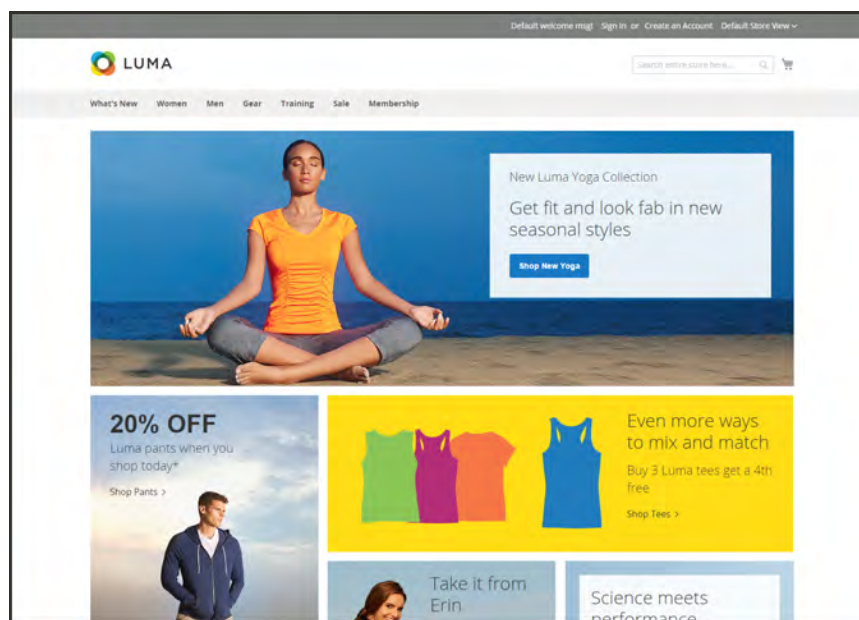 Default welcome msg! Sign In or Create an Account Default Store View
LUMA
Search entire store here...
What's New Women Men Gear Training Sale Membership
New Luma Yoga Collection
Get fit and look fab in new
seasonal styles
Shop New Yoga
20% OFF
Luma pants when you
shop today*
Shop Pants >
Even more ways
to mix and match
Buy 3 Luma tees get a 4th
free
Shop Tees >
Take it from
Erin
Science meets
performance